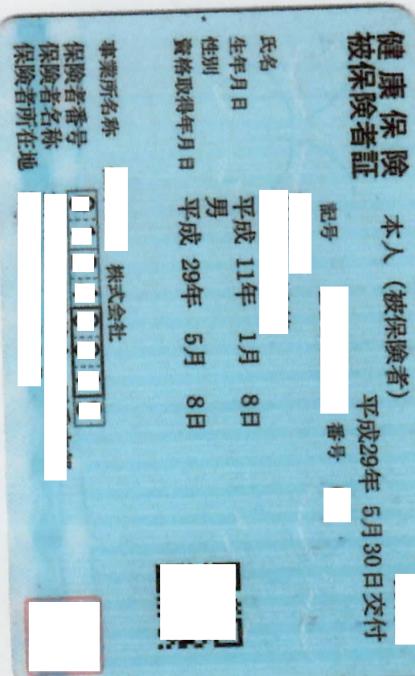 健康保険
被保険者証
本人（被保険者）
平成29年 5月30日交付
記号
番号
氏名
生年月日 平成 11年 1月 8日
性別 男
資格取得年月日 平成 29年 5月 8日
事業所名称 株式会社
保険者番号
保険者名称
保険者所在地